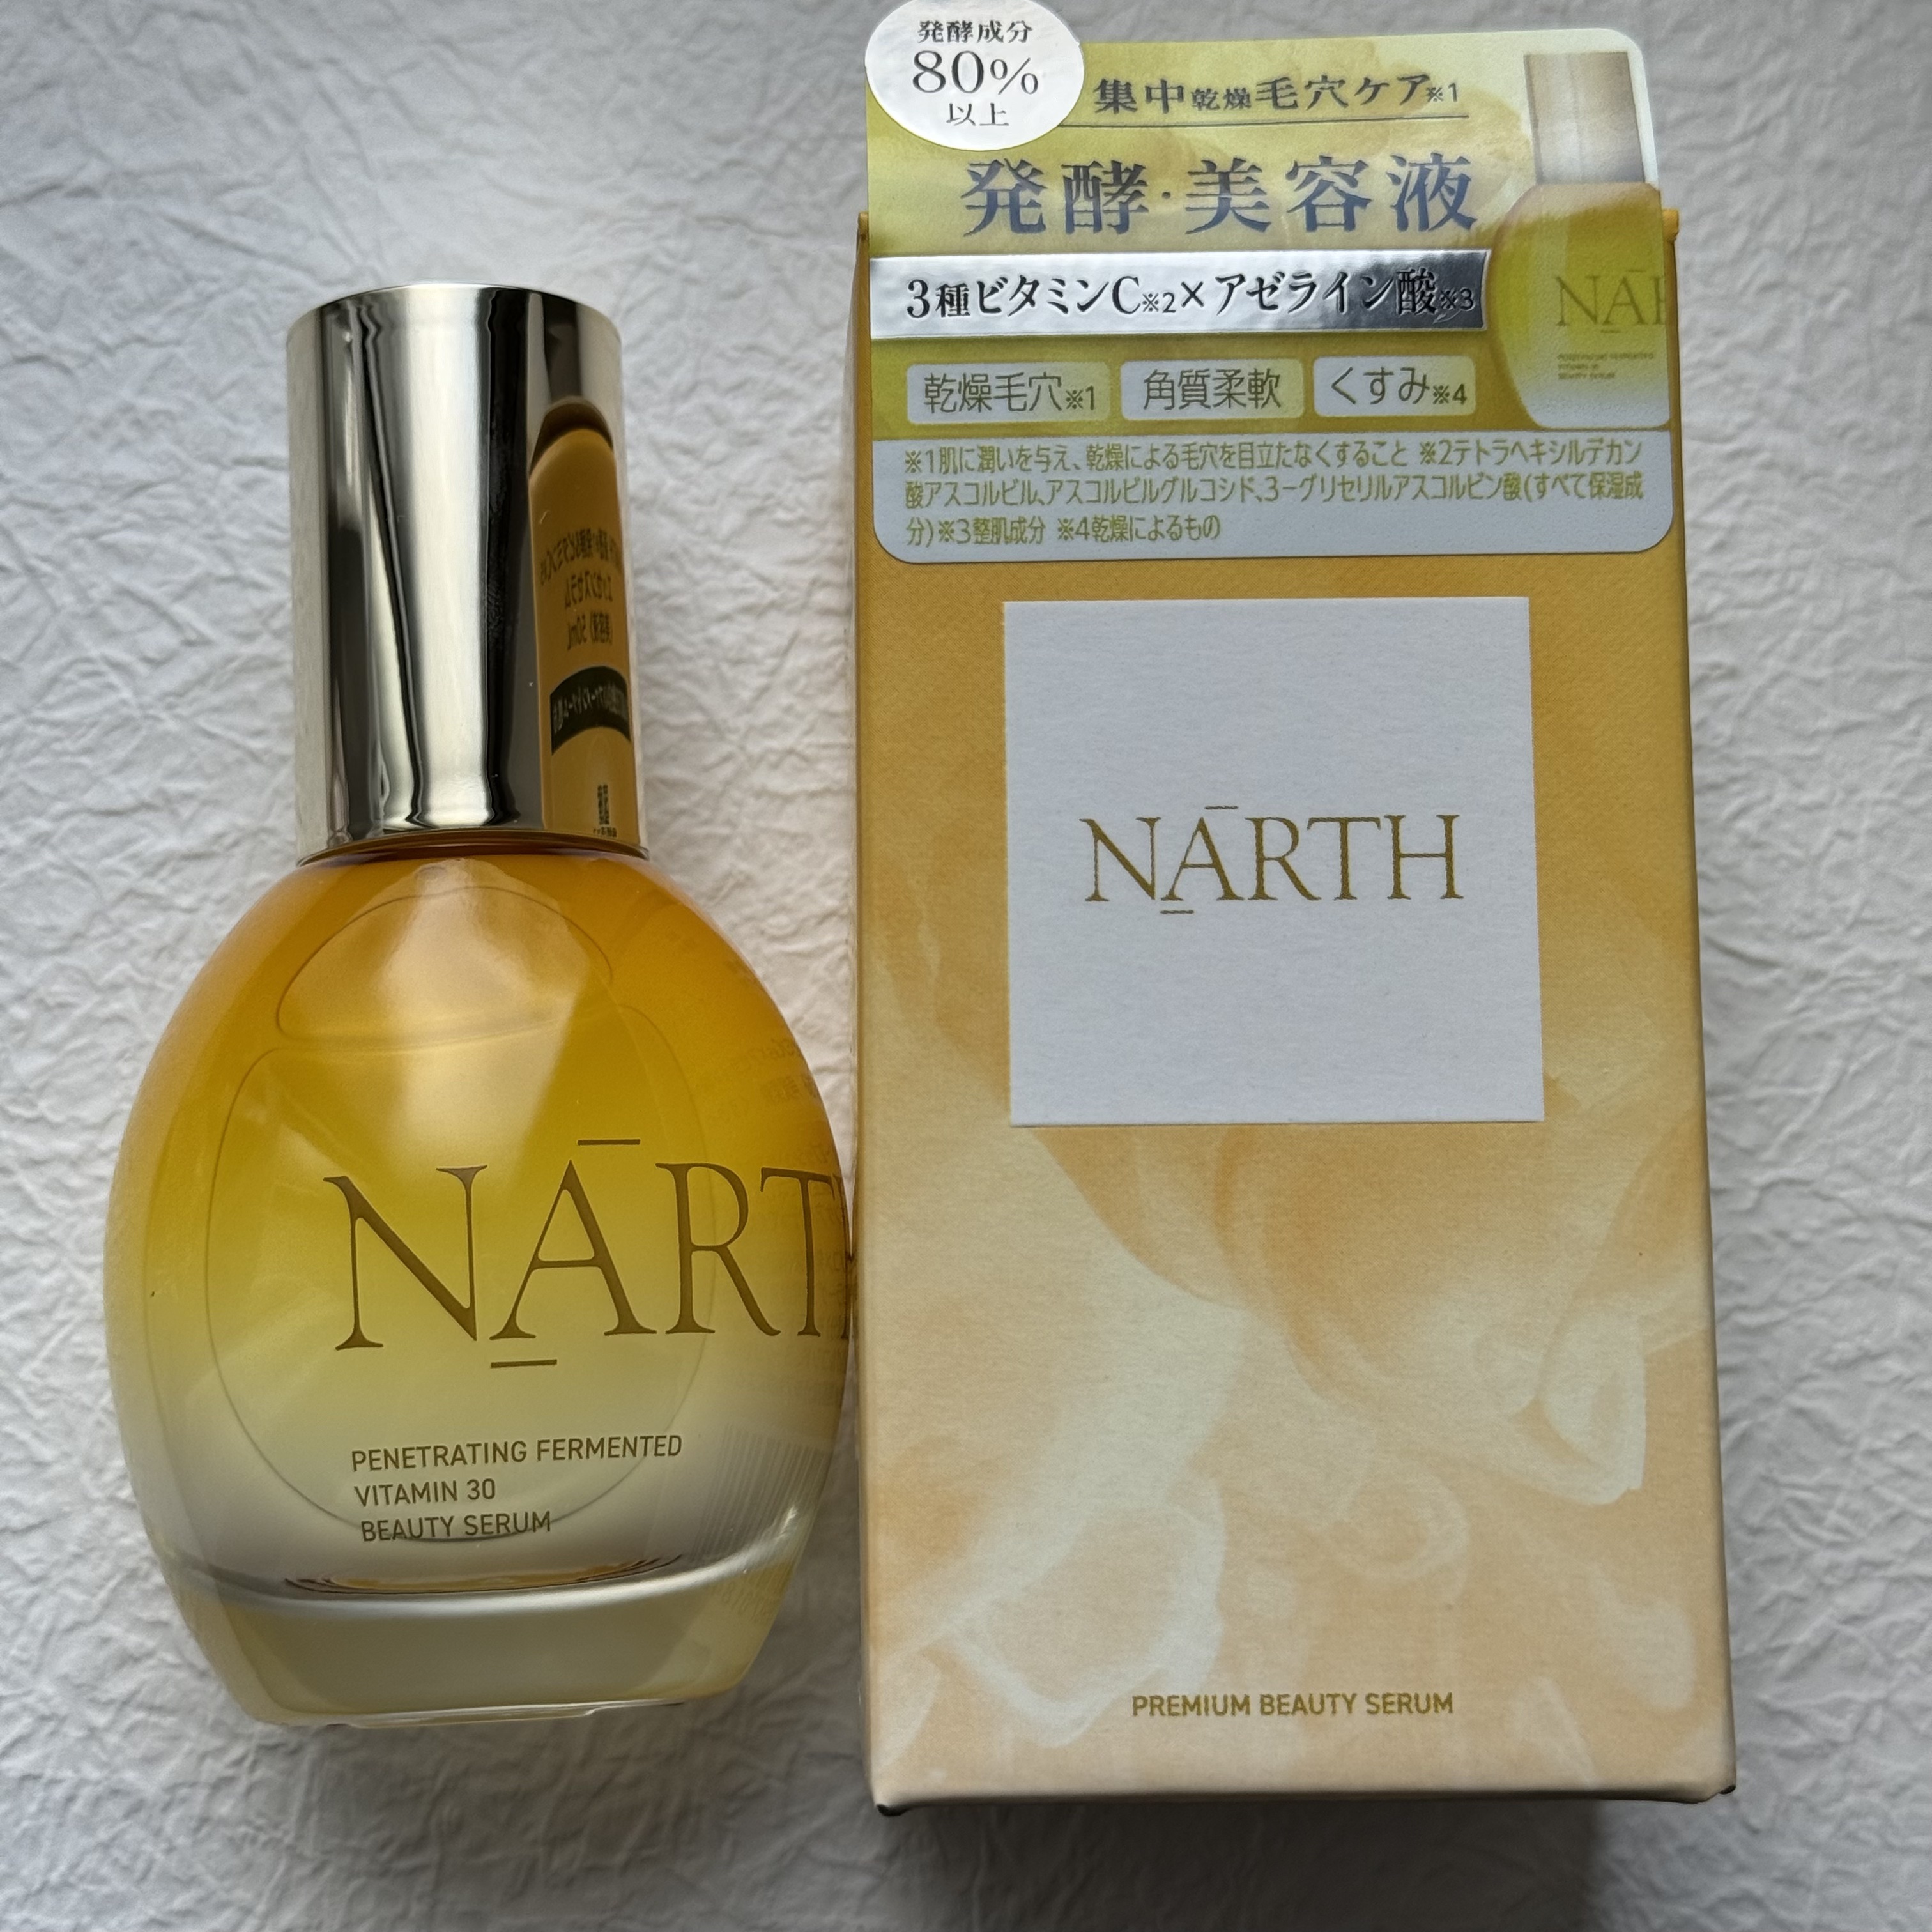 発酵成分
80%
以上
集中乾燥毛穴ケア※1
発酵·美容液
3種ビタミンC※2×アゼライン酸※3
乾燥毛穴※1
角質柔軟
くすみ※4
※1肌に潤いを与え、乾燥による毛穴を目立たなくすること ※2テトラヘキシルデカン
酸アスコルビル、アスコルビルグルコシド、3-グリセリルアスコルビン酸(すべて保湿成
分)※3整肌成分 ※4乾燥によるもの
NĀRTH
PREMIUM BEAUTY SERUM
NĀRT
PENETRATING FERMENTED
VITAMIN 30
BEAUTY SERUM